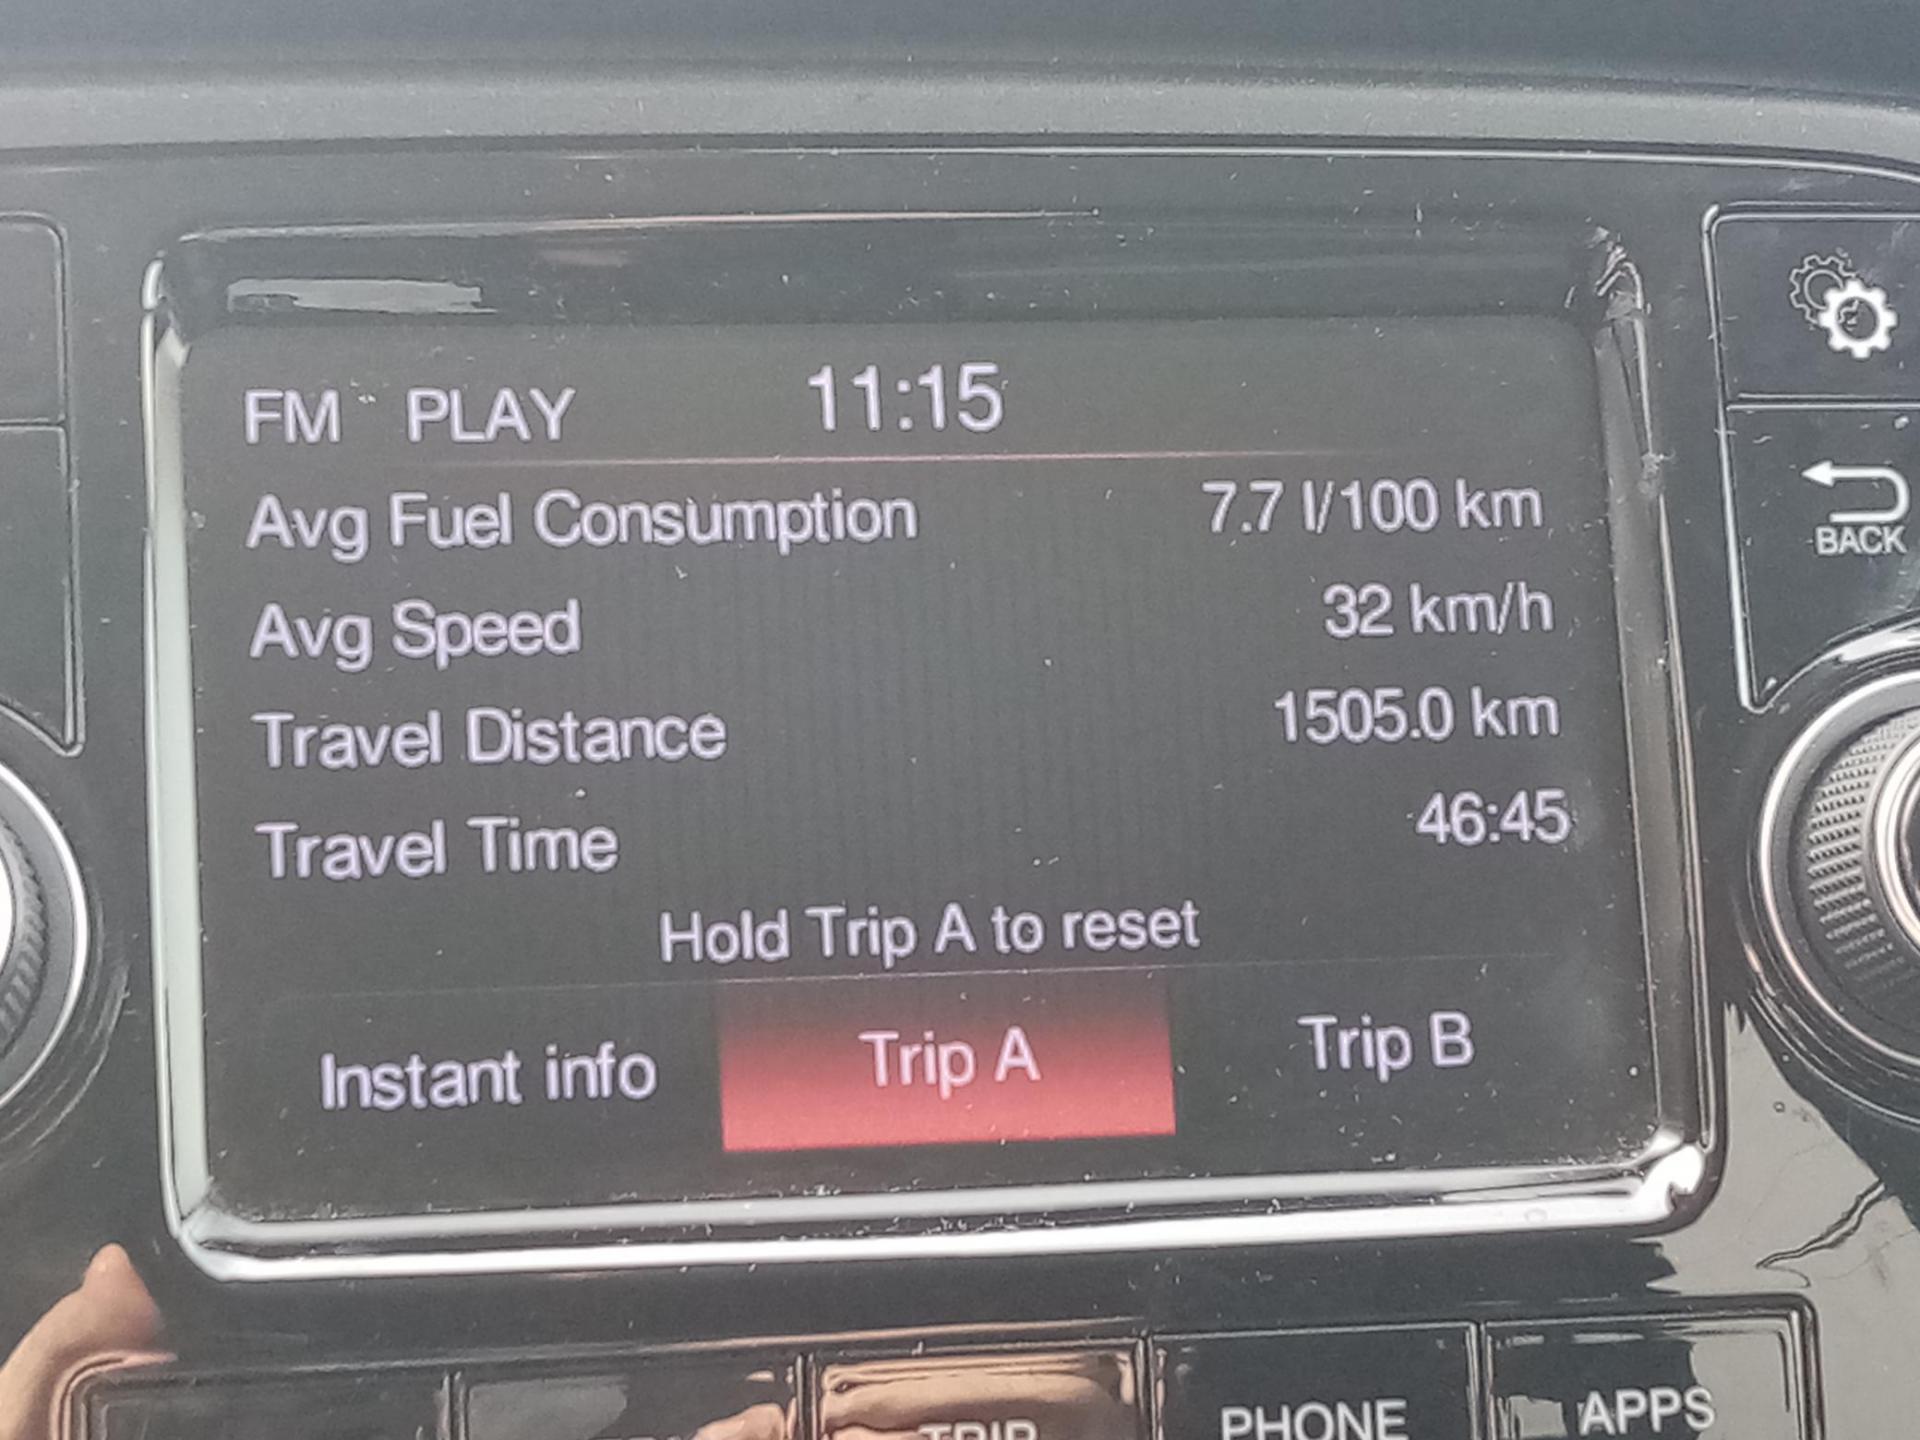 FM PLAY 11:15
Avg Fuel Consumption 7.7 l/100 km
Avg Speed 32 km/h
Travel Distance 1505.0 km
Travel Time 46:45
Hold Trip A to reset
Instant info Trip A Trip B
BACK
TRIP PHONE APPS